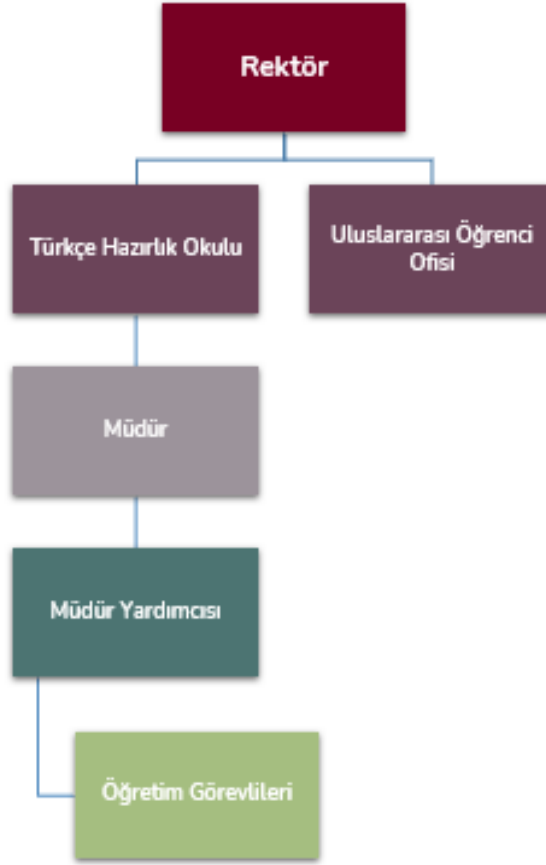 Rektör
Türkçe Hazırlık Okulu
Uluslararası Öğrenci
Ofisi
Müdür
Müdür Yardımcısı
Öğretim Görevlileri